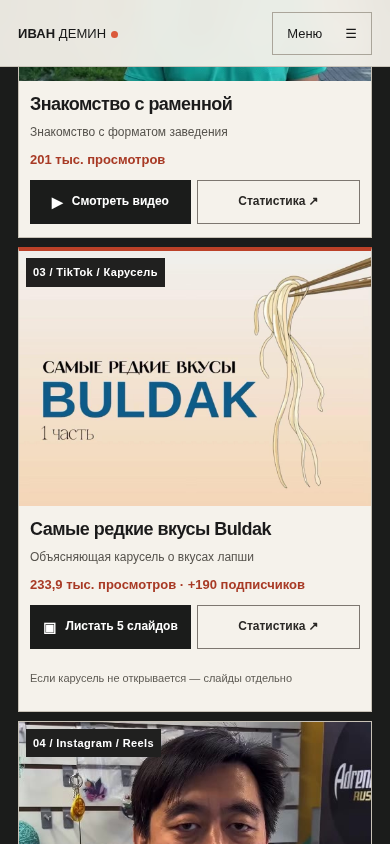 ИВАН ДЕМИН
Меню ☰
Знакомство с раменной
Знакомство с форматом заведения
201 тыс. просмотров
▶ Смотреть видео
Статистика ↗
03 / TikTok / Карусель
САМЫЕ РЕДКИЕ ВКУСЫ
BULDAK
1 часть
Самые редкие вкусы Buldak
Объясняющая карусель о вкусах лапши
233,9 тыс. просмотров · +190 подписчиков
▣ Листать 5 слайдов
Статистика ↗
Если карусель не открывается — слайды отдельно
04 / Instagram / Reels